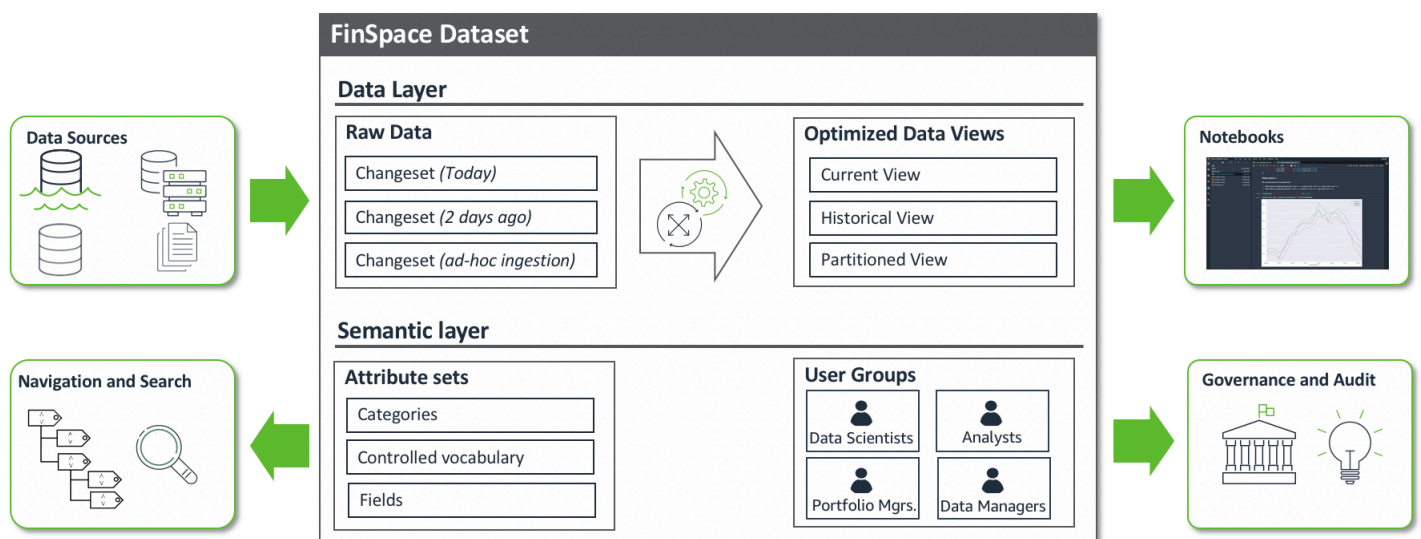 FinSpace Dataset
Data Layer
Data Sources
Raw Data
Changeset (Today)
Changeset (2 days ago)
Changeset (ad-hoc ingestion)
Optimized Data Views
Current View
Historical View
Partitioned View
Notebooks
Semantic layer
Navigation and Search
Attribute sets
Categories
Controlled vocabulary
Fields
User Groups
Data Scientists
Analysts
Portfolio Mgrs.
Data Managers
Governance and Audit